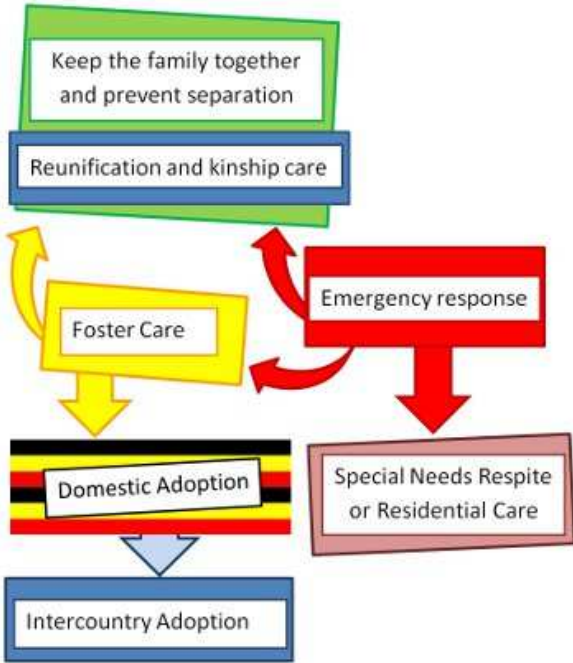 Keep the family together
and prevent separation
Reunification and kinship care
Emergency response
Foster Care
Domestic Adoption
Special Needs Respite
or Residential Care
Intercountry Adoption